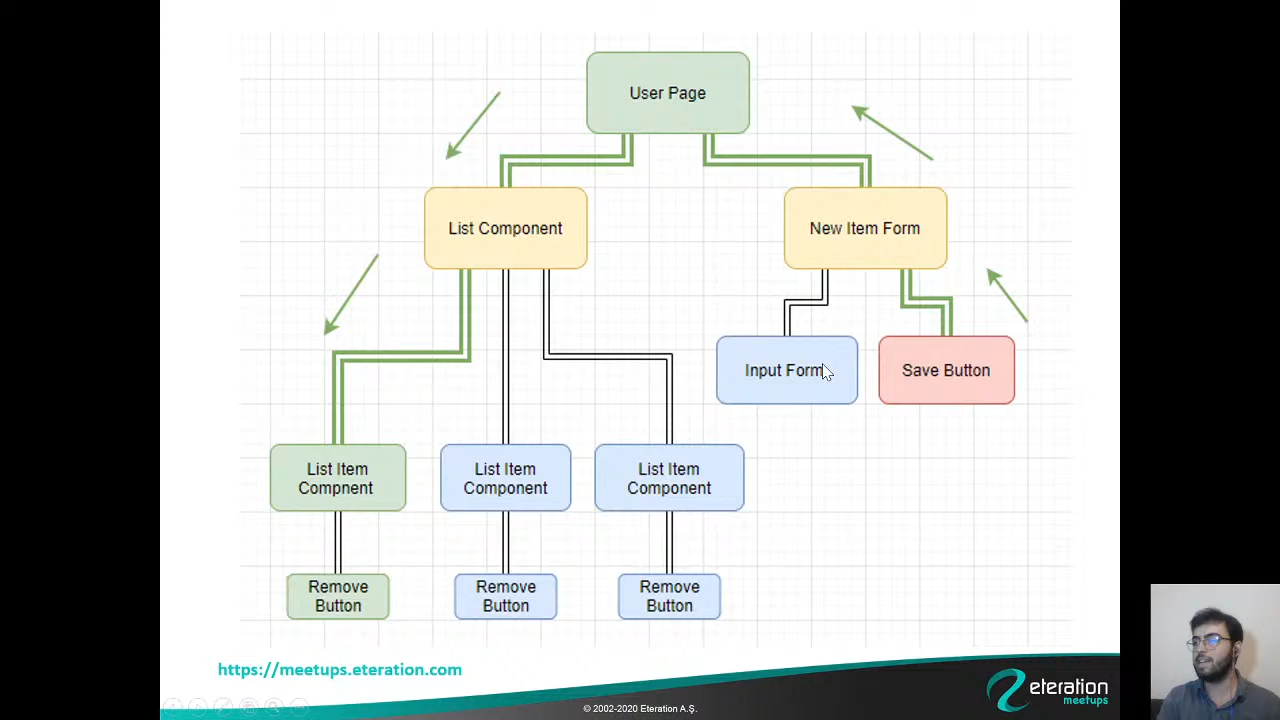 User Page
List Component
New Item Form
Input Form
Save Button
List Item
Compnent
List Item
Component
List Item
Component
Remove
Button
Remove
Button
Remove
Button
https://meetups.eteration.com
© 2002-2020 Eteration A.Ş.
eteration
meetups